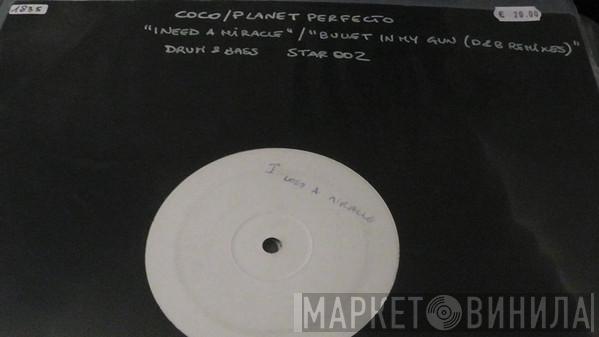 1835
€ 20.00
COCO/PLANET PERFECTO
"I NEED A MIRACLE" / "BULLET IN MY GUN (D&B REMIXES)"
DRUM & BASS STAR 002
I NEED A MIRACLE
МАРКЕТ ВИНИЛА